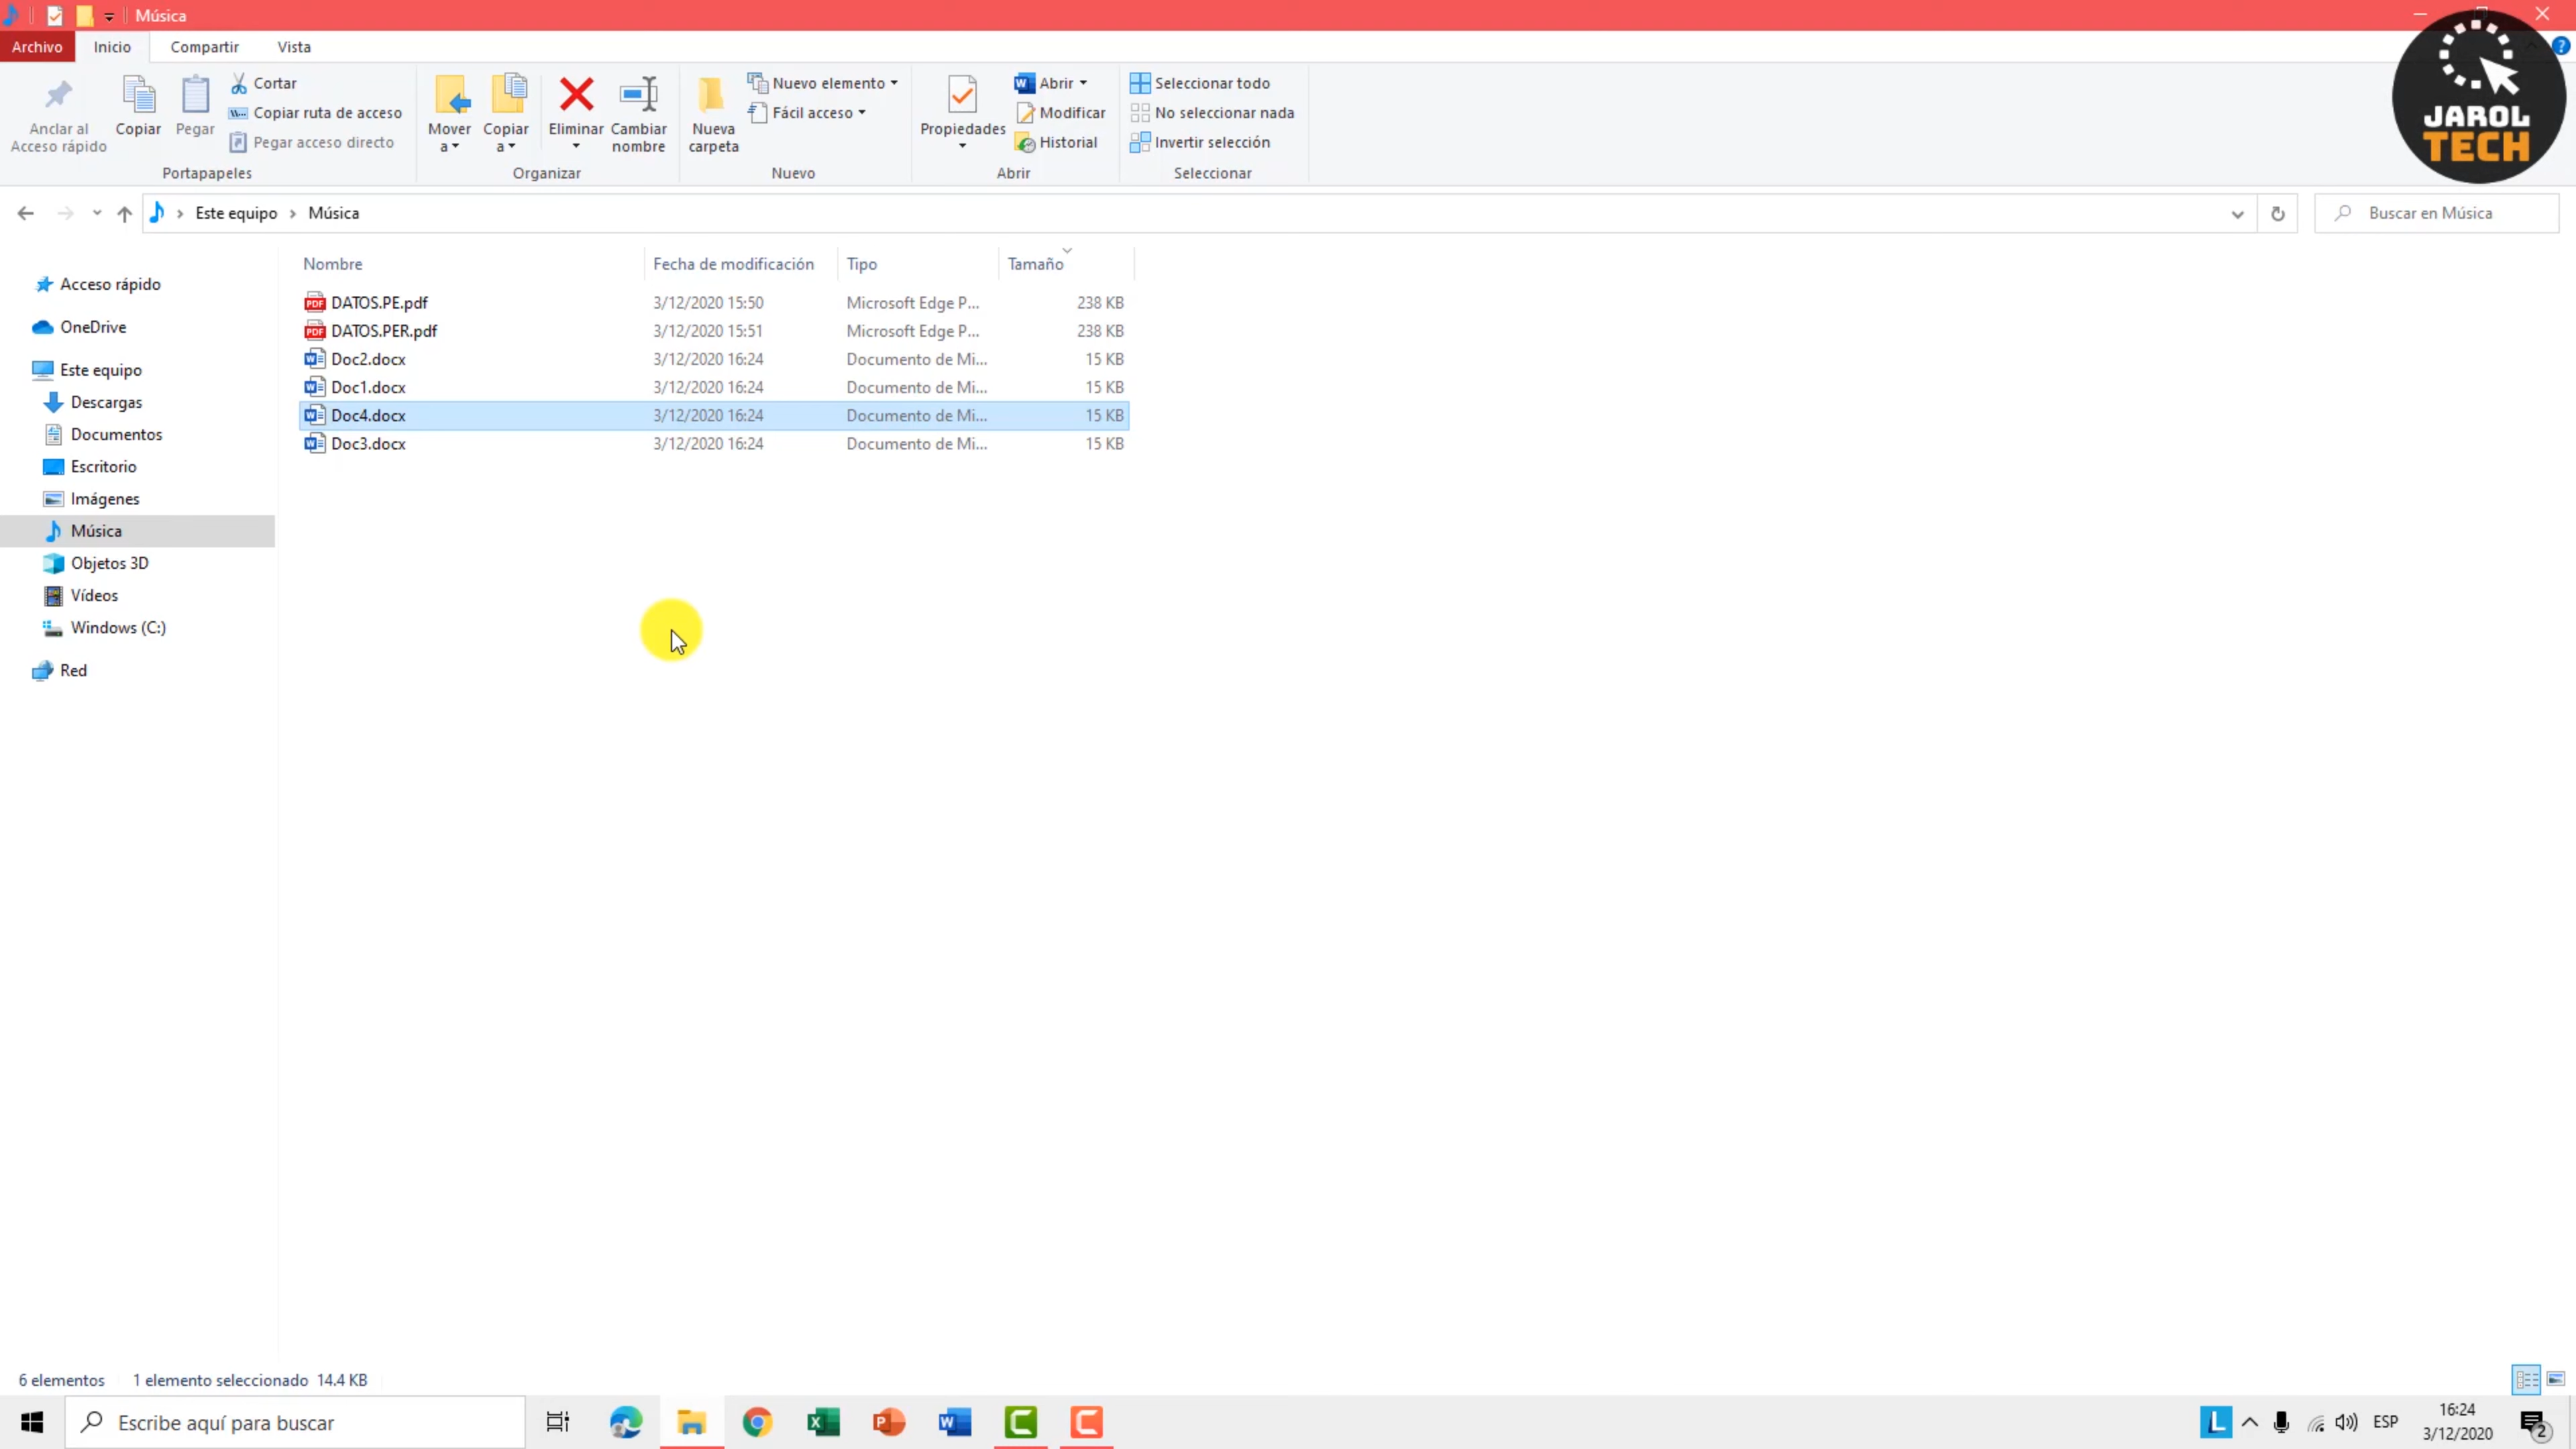 Música
Archivo Inicio Compartir Vista
Anclar al
Acceso rápido
Copiar
Pegar
Cortar
Copiar ruta de acceso
Pegar acceso directo
Portapapeles
Mover
a
Copiar
a
Eliminar
Cambiar
nombre
Organizar
Nueva
carpeta
Nuevo elemento
Fácil acceso
Nuevo
Propiedades
Abrir
Modificar
Historial
Abrir
Seleccionar todo
No seleccionar nada
Invertir selección
Seleccionar
JAROL
TECH
Este equipo Música
Buscar en Música
Acceso rápido
OneDrive
Este equipo
Descargas
Documentos
Escritorio
Imágenes
Música
Objetos 3D
Vídeos
Windows (C:)
Red
Nombre Fecha de modificación Tipo Tamaño
DATOS.PE.pdf 3/12/2020 15:50 Microsoft Edge P... 238 KB
DATOS.PER.pdf 3/12/2020 15:51 Microsoft Edge P... 238 KB
Doc2.docx 3/12/2020 16:24 Documento de Mi... 15 KB
Doc1.docx 3/12/2020 16:24 Documento de Mi... 15 KB
Doc4.docx 3/12/2020 16:24 Documento de Mi... 15 KB
Doc3.docx 3/12/2020 16:24 Documento de Mi... 15 KB
6 elementos 1 elemento seleccionado 14.4 KB
Escribe aquí para buscar
ESP
16:24
3/12/2020
2